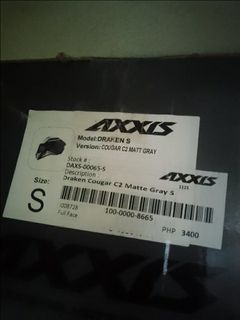 AXXIS
Model: DRAKEN S
Version: COUGAR C2 MATT GRAY
Stock # :
DAXS-00065-S
Description :
Draken Cougar C2 Matte Gray S
AXXIS
Size:
S
Full Face
100-0000-8665
PHP 3400